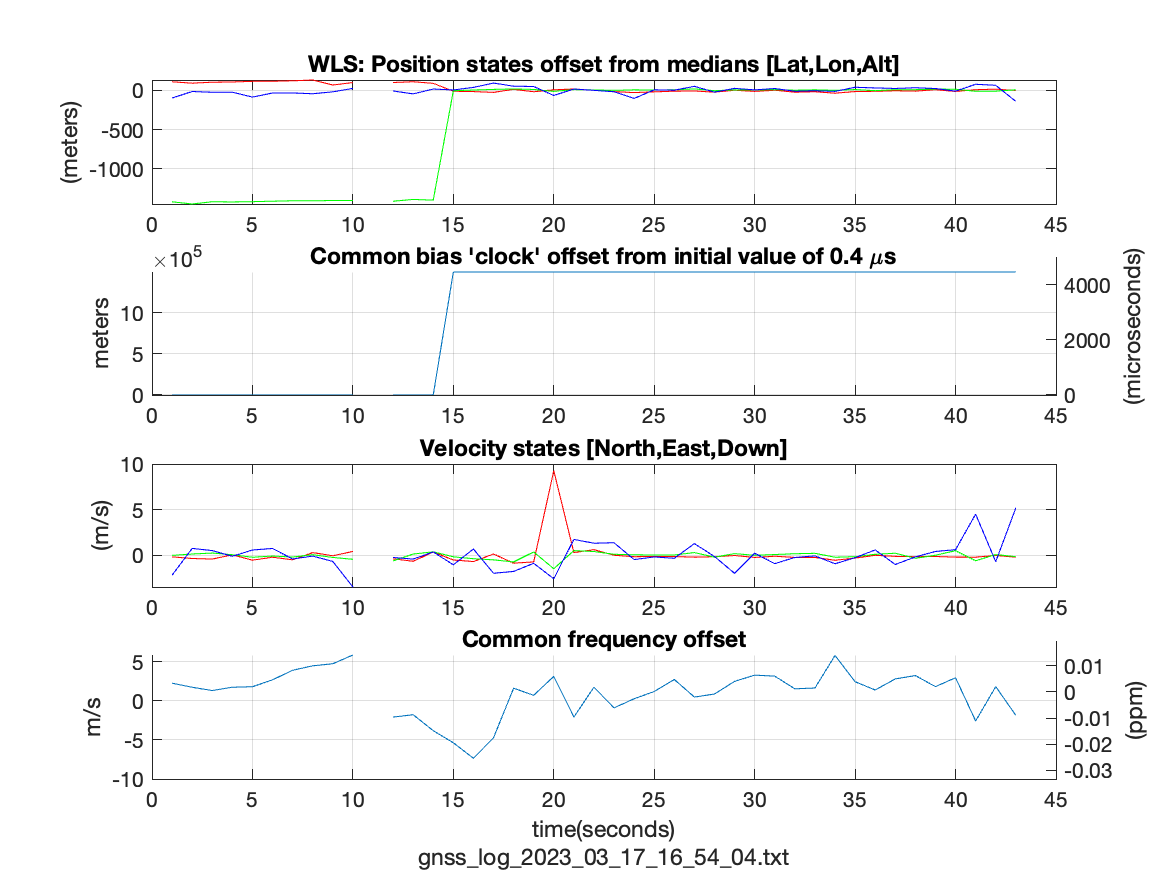 WLS: Position states offset from medians [Lat,Lon,Alt]
(meters)
0
-500
-1000
0 5 10 15 20 25 30 35 40 45
×10^5 Common bias 'clock' offset from initial value of 0.4 μs
meters
10
5
0
4000
2000
0
(microseconds)
0 5 10 15 20 25 30 35 40 45
Velocity states [North,East,Down]
(m/s)
10
5
0
0 5 10 15 20 25 30 35 40 45
Common frequency offset
m/s
5
0
-5
-10
0.01
0
-0.01
-0.02
-0.03
(ppm)
0 5 10 15 20 25 30 35 40 45
time(seconds)
gnss_log_2023_03_17_16_54_04.txt